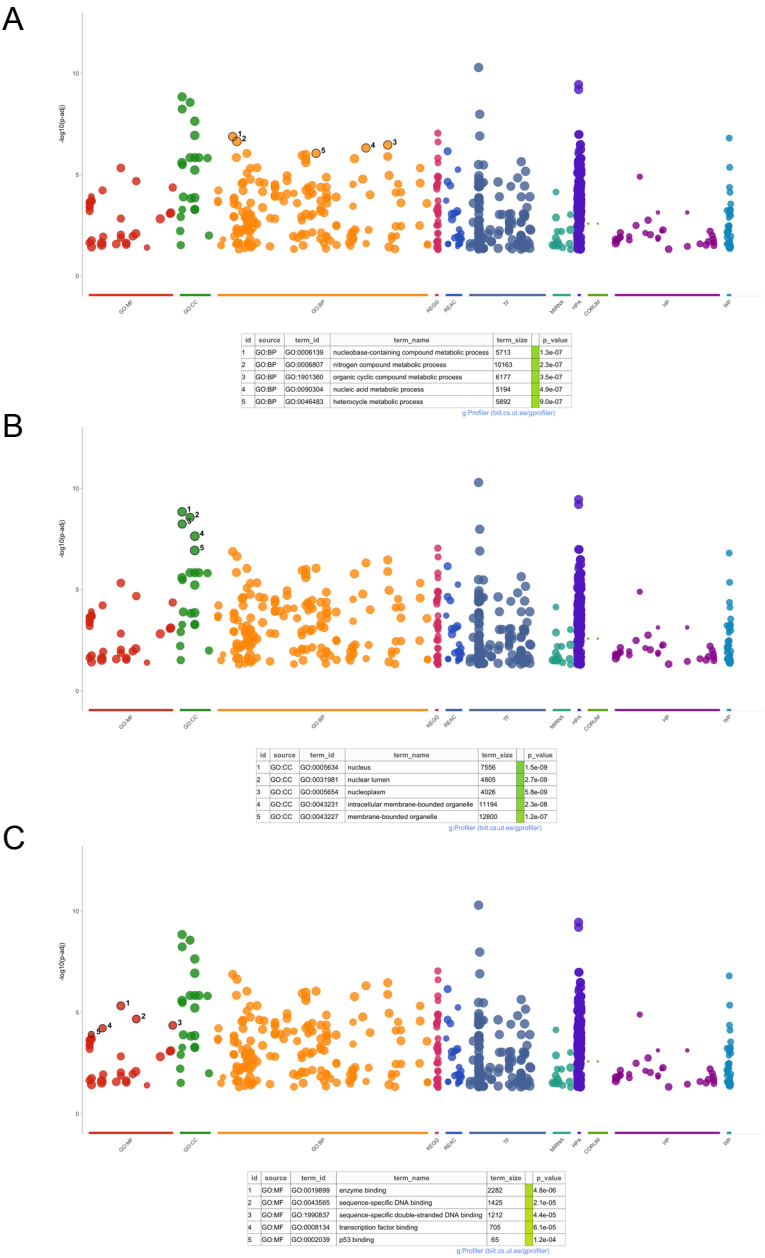 A
-log10(p-adj)
10
5
0
1
2
5
4
3
GO:MF
GO:CC
GO:BP
KEGG
REAC
TF
MIRNA
HPA
CORUM
HP
WP
id source term_id term_name term_size p_value
1 GO:BP GO:0006139 nucleobase-containing compound metabolic process 5713 1.3e-07
2 GO:BP GO:0006807 nitrogen compound metabolic process 10163 2.3e-07
3 GO:BP GO:1901360 organic cyclic compound metabolic process 6177 3.5e-07
4 GO:BP GO:0090304 nucleic acid metabolic process 5194 4.9e-07
5 GO:BP GO:0046483 heterocycle metabolic process 5892 9.0e-07
g:Profiler (biit.cs.ut.ee/gprofiler)
B
-log10(p-adj)
10
5
0
1
2
3
4
5
GO:MF
GO:CC
GO:BP
KEGG
REAC
TF
MIRNA
HPA
CORUM
HP
WP
id source term_id term_name term_size p_value
1 GO:CC GO:0005634 nucleus 7556 1.5e-09
2 GO:CC GO:0031981 nuclear lumen 4805 2.7e-09
3 GO:CC GO:0005654 nucleoplasm 4026 5.8e-09
4 GO:CC GO:0043231 intracellular membrane-bounded organelle 11194 2.3e-08
5 GO:CC GO:0043227 membrane-bounded organelle 12800 1.2e-07
g:Profiler (biit.cs.ut.ee/gprofiler)
C
-log10(p-adj)
10
5
0
1
2
3
4
5
GO:MF
GO:CC
GO:BP
KEGG
REAC
TF
MIRNA
HPA
CORUM
HP
WP
id source term_id term_name term_size p_value
1 GO:MF GO:0019899 enzyme binding 2282 4.8e-06
2 GO:MF GO:0043565 sequence-specific DNA binding 1425 2.1e-05
3 GO:MF GO:1990837 sequence-specific double-stranded DNA binding 1212 4.4e-05
4 GO:MF GO:0008134 transcription factor binding 705 6.1e-05
5 GO:MF GO:0002039 p53 binding 65 1.2e-04
g:Profiler (biit.cs.ut.ee/gprofiler)